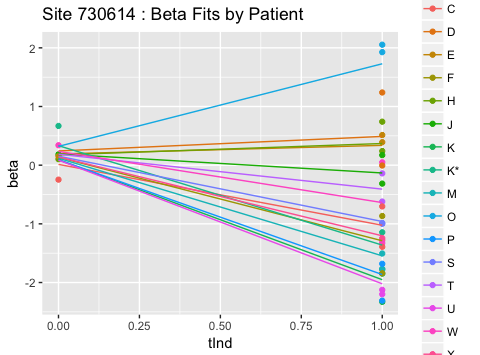 Site 730614 : Beta Fits by Patient
beta
2
1
0
-1
-2
0.00 0.25 0.50 0.75 1.00
tInd
C
D
E
F
H
J
K
K*
M
O
P
S
T
U
W